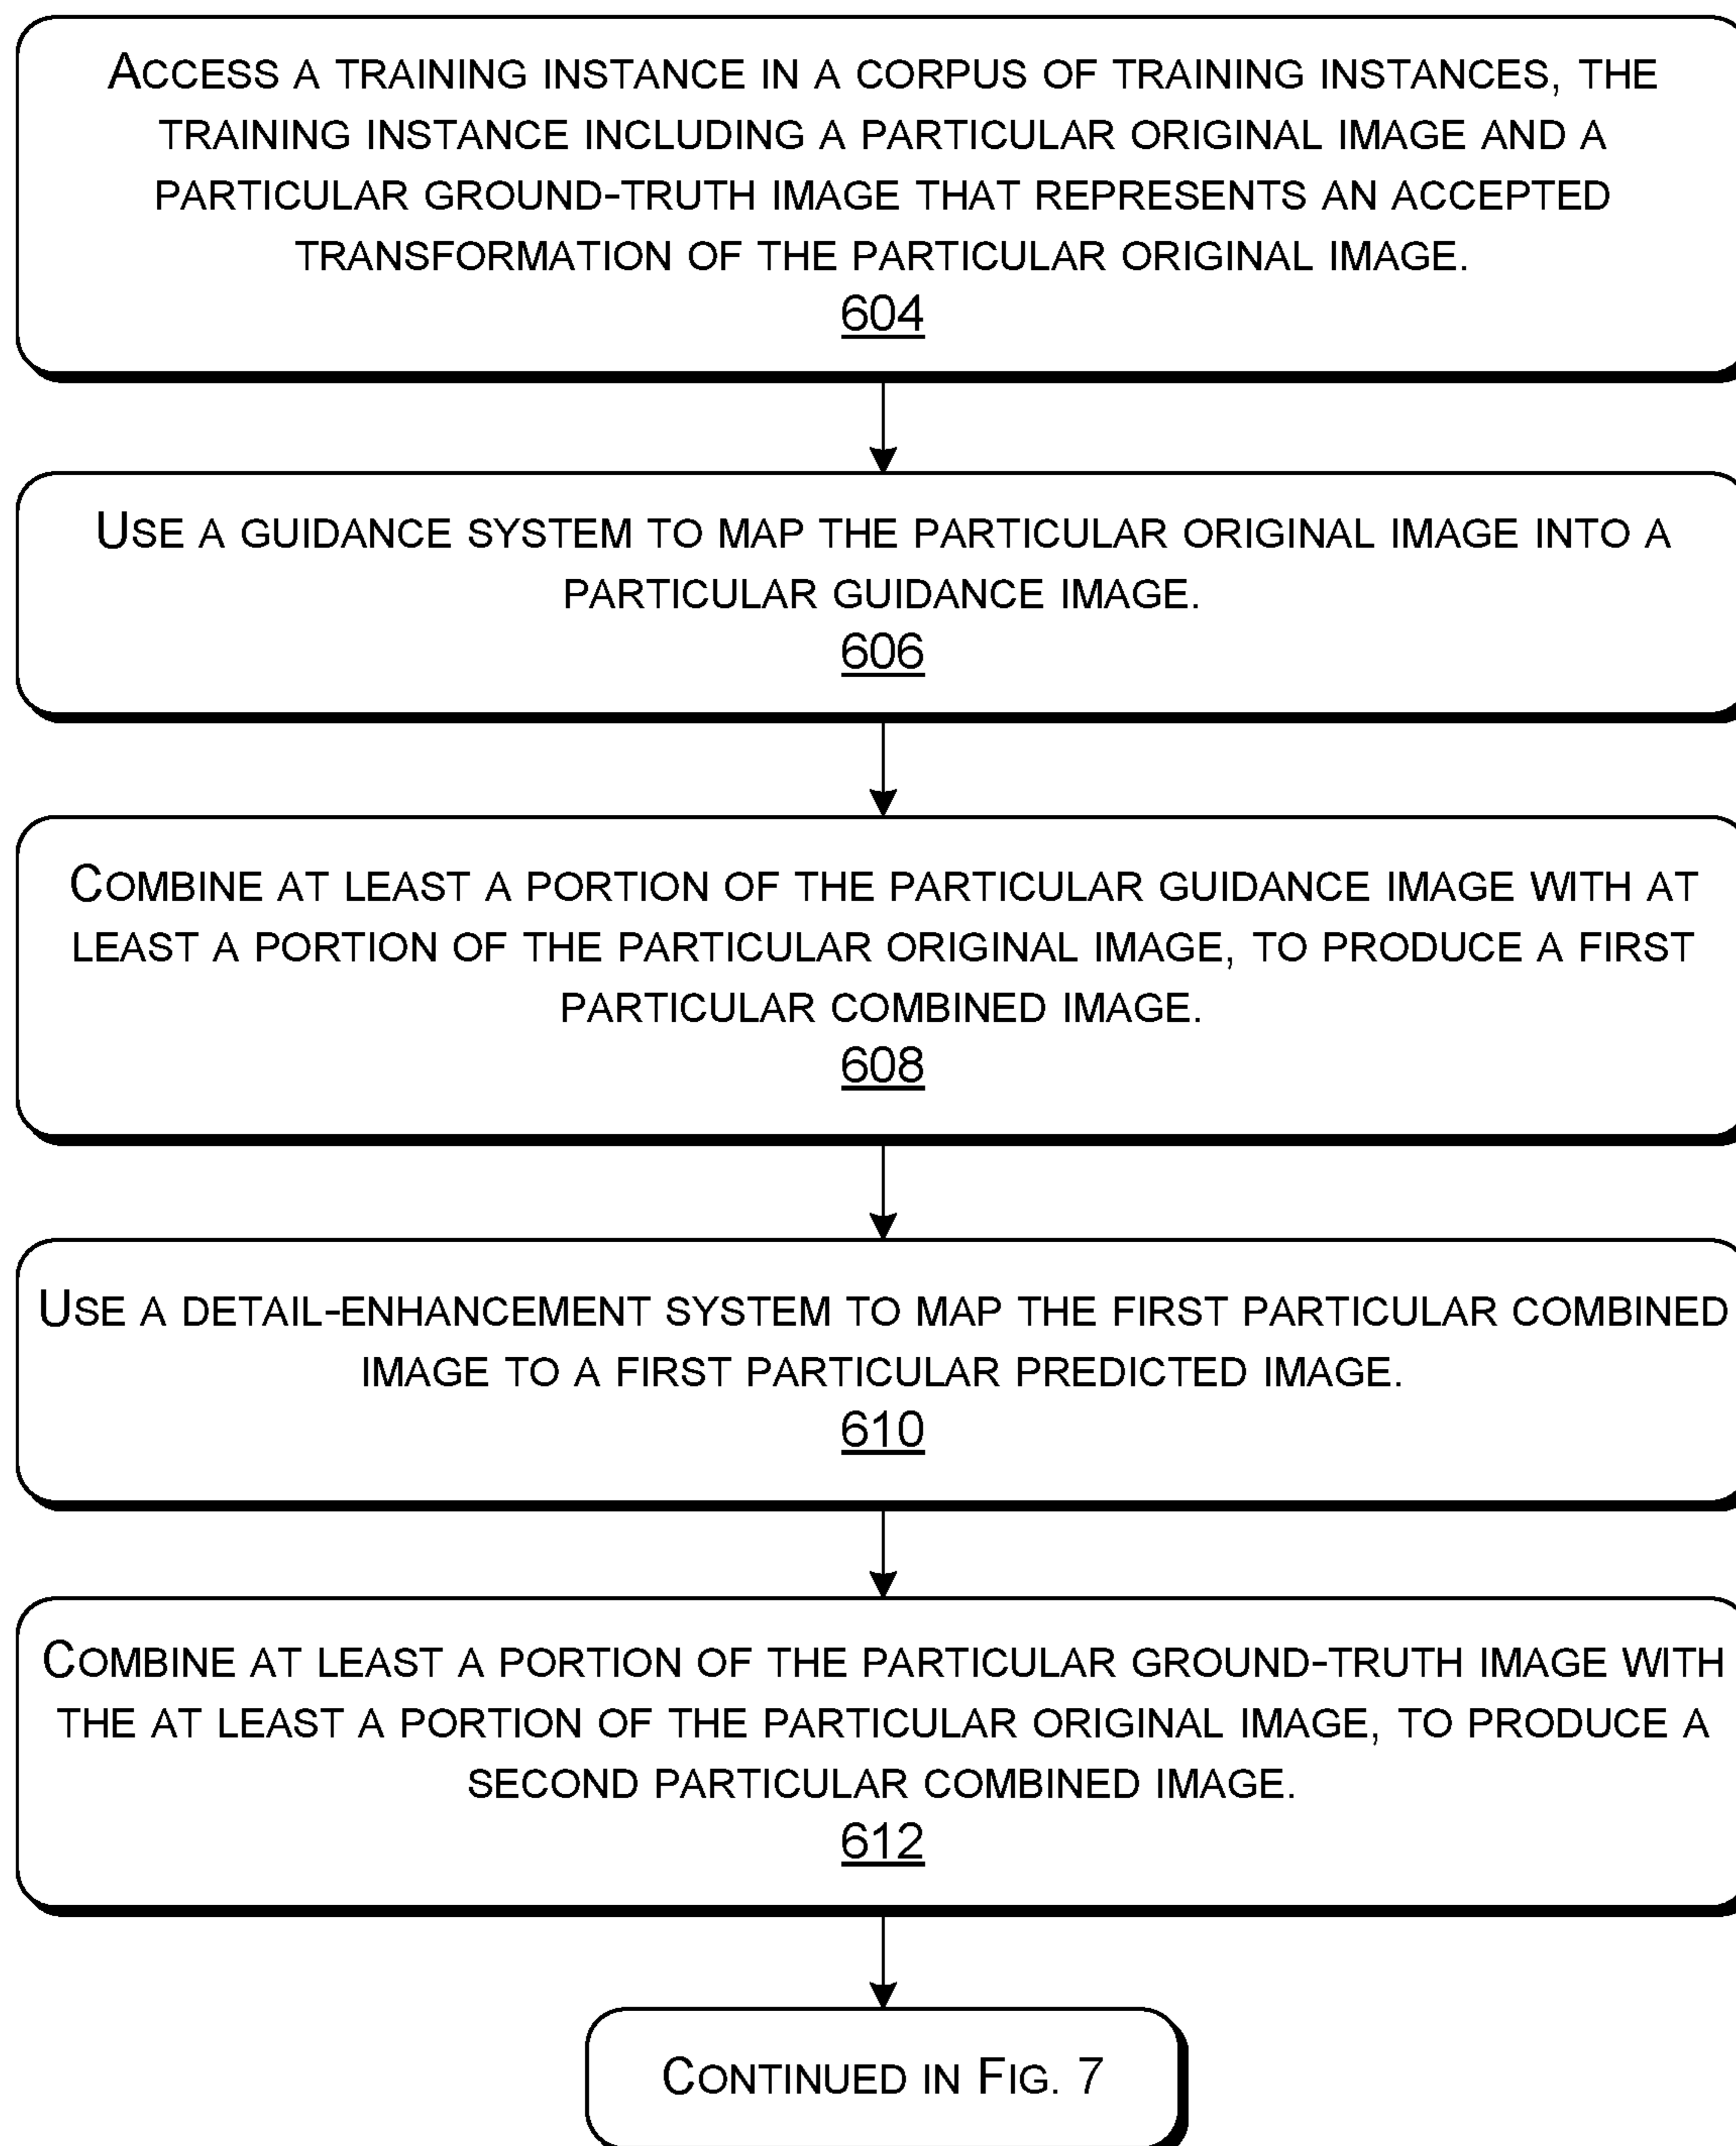 ACCESS A TRAINING INSTANCE IN A CORPUS OF TRAINING INSTANCES, THE
TRAINING INSTANCE INCLUDING A PARTICULAR ORIGINAL IMAGE AND A
PARTICULAR GROUND-TRUTH IMAGE THAT REPRESENTS AN ACCEPTED
TRANSFORMATION OF THE PARTICULAR ORIGINAL IMAGE.
604
USE A GUIDANCE SYSTEM TO MAP THE PARTICULAR ORIGINAL IMAGE INTO A
PARTICULAR GUIDANCE IMAGE.
606
COMBINE AT LEAST A PORTION OF THE PARTICULAR GUIDANCE IMAGE WITH AT
LEAST A PORTION OF THE PARTICULAR ORIGINAL IMAGE, TO PRODUCE A FIRST
PARTICULAR COMBINED IMAGE.
608
USE A DETAIL-ENHANCEMENT SYSTEM TO MAP THE FIRST PARTICULAR COMBINED
IMAGE TO A FIRST PARTICULAR PREDICTED IMAGE.
610
COMBINE AT LEAST A PORTION OF THE PARTICULAR GROUND-TRUTH IMAGE WITH
THE AT LEAST A PORTION OF THE PARTICULAR ORIGINAL IMAGE, TO PRODUCE A
SECOND PARTICULAR COMBINED IMAGE.
612
CONTINUED IN FIG. 7